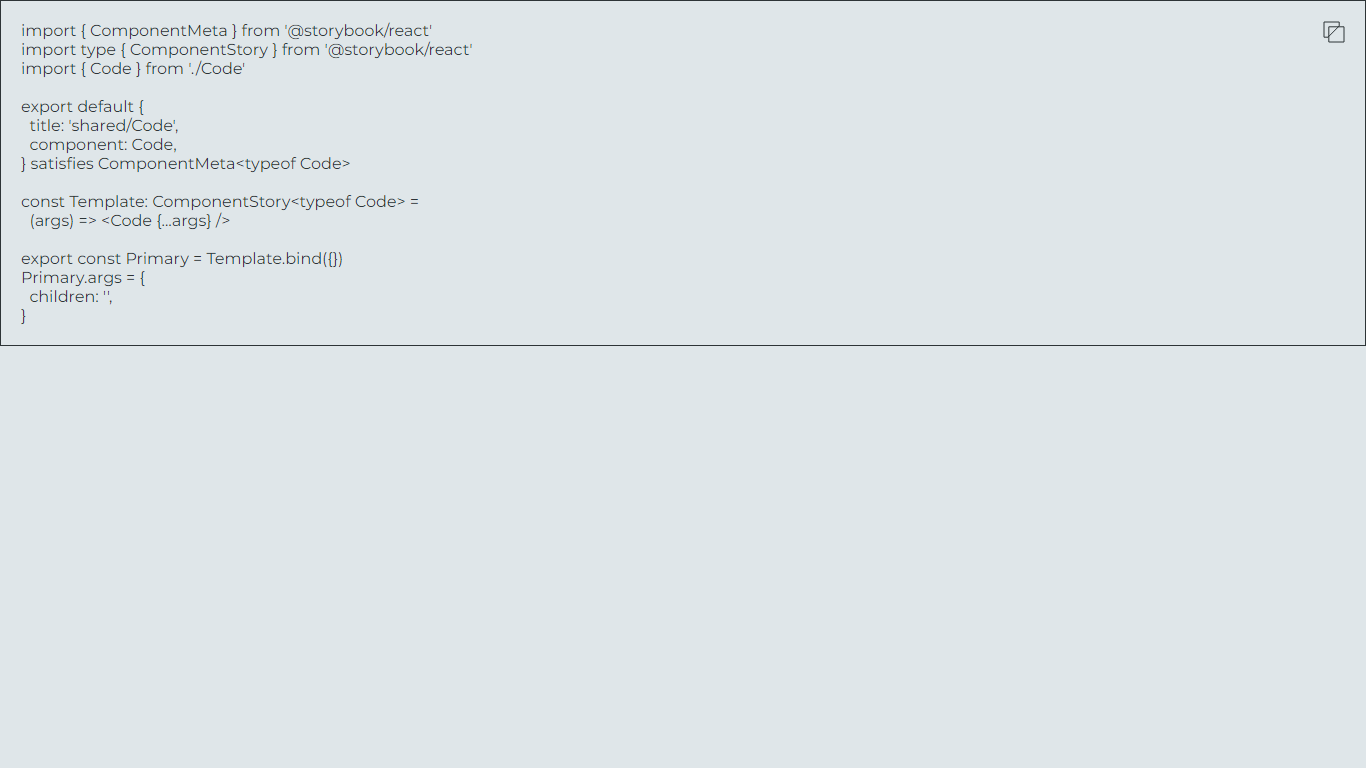 import { ComponentMeta } from '@storybook/react'
import type { ComponentStory } from '@storybook/react'
import { Code } from './Code'

export default {
  title: 'shared/Code',
  component: Code,
} satisfies ComponentMeta<typeof Code>

const Template: ComponentStory<typeof Code> =
  (args) => <Code {...args} />

export const Primary = Template.bind({})
Primary.args = {
  children: '',
}